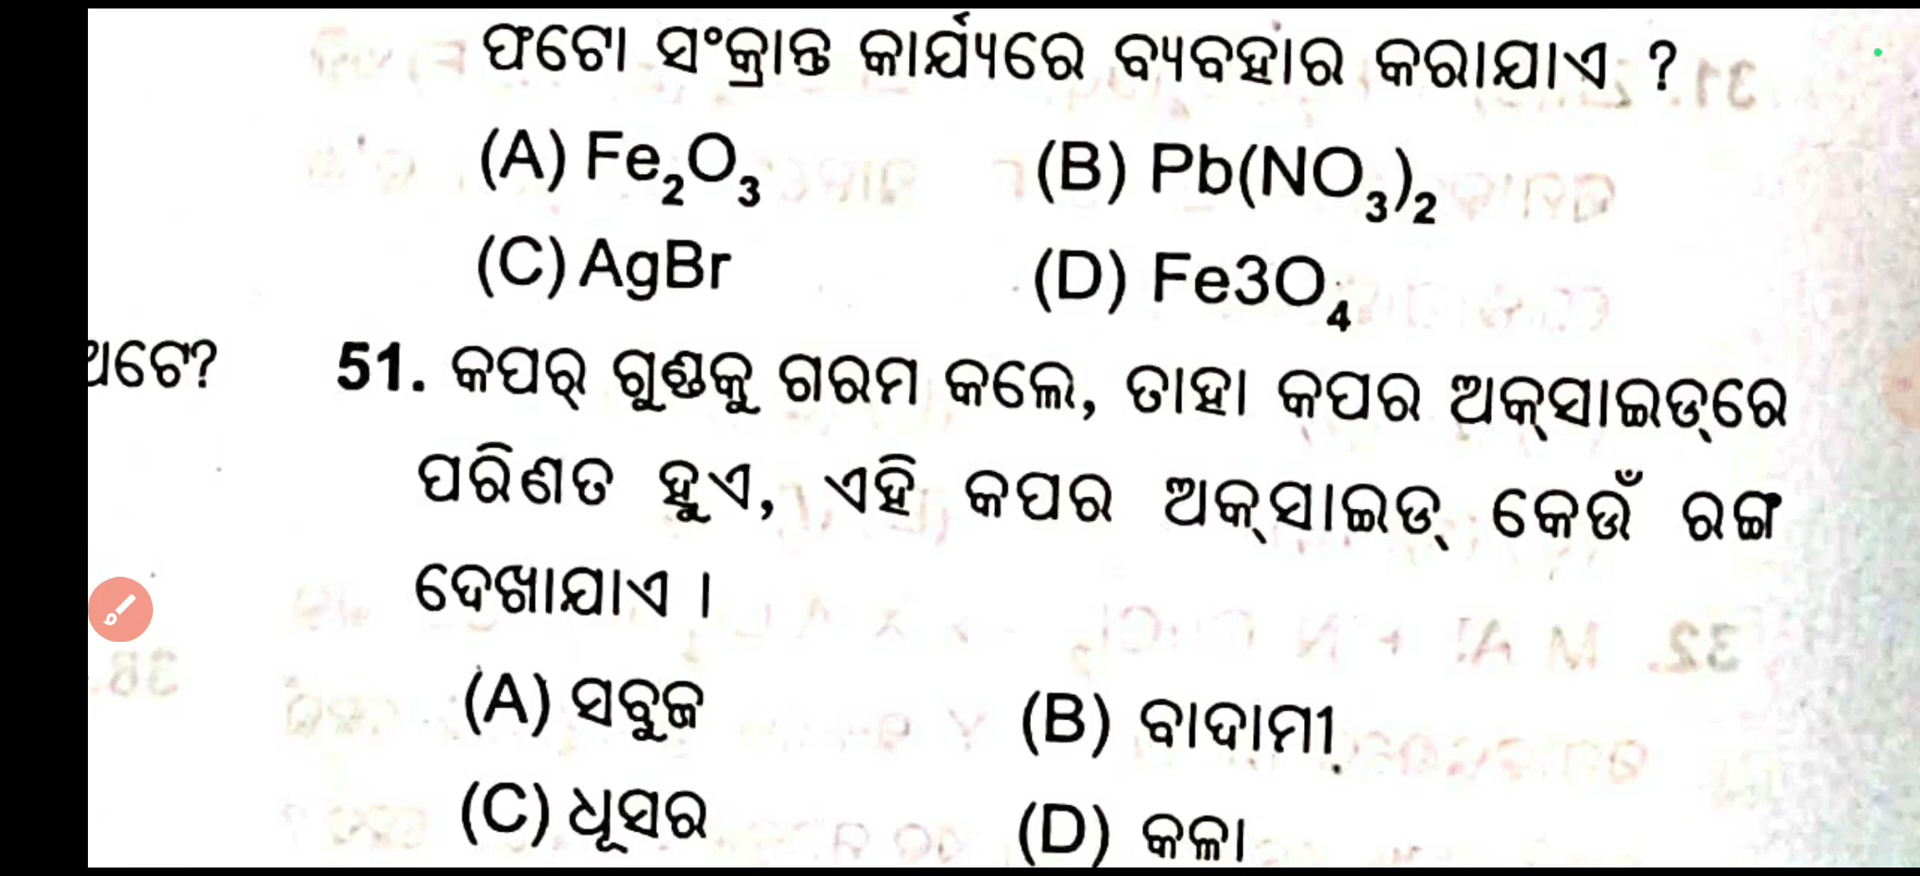 ଫଟୋ ସଂକ୍ରାନ୍ତ କାର୍ଯ୍ୟରେ ବ୍ୟବହାର କରାଯାଏ ?
(A) Fe₂O₃ (B) Pb(NO₃)₂
(C) AgBr (D) Fe3O₄
51. କପର୍ ଗୁଣ୍ଡକୁ ଗରମ କଲେ, ତାହା କପର ଅକ୍ସାଇଡ୍‌ରେ
ପରିଣତ ହୁଏ, ଏହି କପର ଅକ୍ସାଇଡ୍ କେଉଁ ରଙ୍ଗ
ଦେଖାଯାଏ ।
(A) ସବୁଜ (B) ବାଦାମୀ
(C) ଧୂସର (D) କଳା